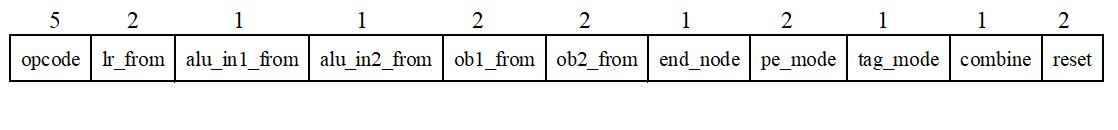 5 2 1 1 2 2 1 2 1 1 2
opcode lr_from alu_in1_from alu_in2_from ob1_from ob2_from end_node pe_mode tag_mode combine reset